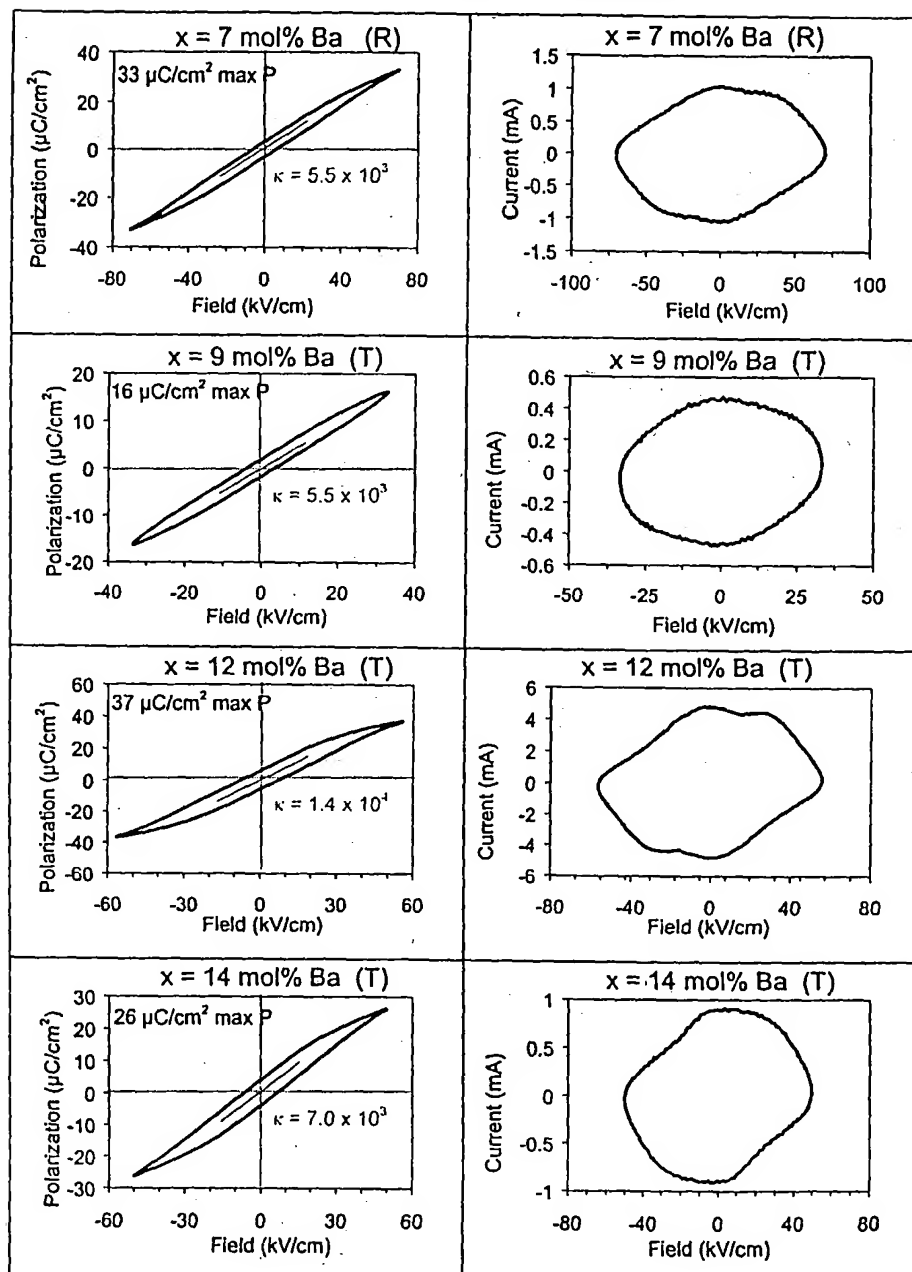 x = 7 mol% Ba (R)
33 µC/cm² max P
Polarization (µC/cm²)
40
20
0
-20
-40
κ = 5.5 x 10³
-80
-40
0
40
80
Field (kV/cm)
x = 7 mol% Ba (R)
Current (mA)
1.5
1
0.5
0
-0.5
-1
-1.5
-100
-50
0
50
100
Field (kV/cm)
x = 9 mol% Ba (T)
16 µC/cm² max P
Polarization (µC/cm²)
20
10
0
-10
-20
κ = 5.5 x 10³
-40
-20
0
20
40
Field (kV/cm)
x = 9 mol% Ba (T)
Current (mA)
0.6
0.4
0.2
0
-0.2
-0.4
-0.6
-50
-25
0
25
50
Field (kV/cm)
x = 12 mol% Ba (T)
37 µC/cm² max P
Polarization (µC/cm²)
60
40
20
0
-20
-40
-60
κ = 1.4 x 10⁴
-60
-30
0
30
60
Field (kV/cm)
x = 12 mol% Ba (T)
Current (mA)
6
4
2
0
-2
-4
-6
-80
-40
0
40
80
Field (kV/cm)
x = 14 mol% Ba (T)
26 µC/cm² max P
Polarization (µC/cm²)
30
20
10
0
-10
-20
-30
κ = 7.0 x 10³
-60
-30
0
30
60
Field (kV/cm)
x = 14 mol% Ba (T)
Current (mA)
1
0.5
0
-0.5
-1
-80
-40
0
40
80
Field (kV/cm)